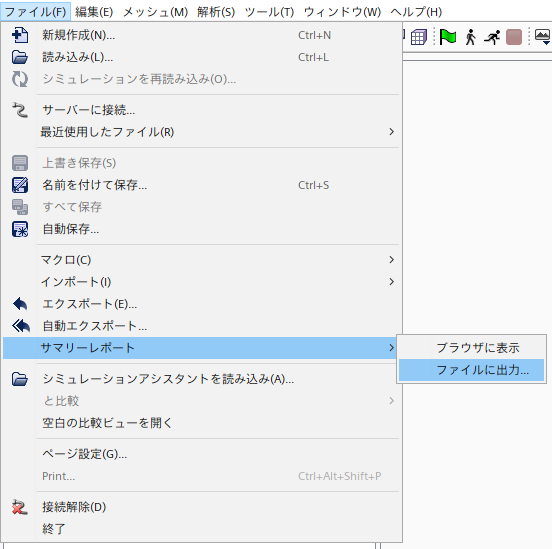 ファイル(F) 編集(E) メッシュ(M) 解析(S) ツール(T) ウィンドウ(W) ヘルプ(H)
新規作成(N)... Ctrl+N
読み込み(L)... Ctrl+L
シミュレーションを再読み込み(O)...
サーバーに接続...
最近使用したファイル(R)
上書き保存(S)
名前を付けて保存... Ctrl+S
すべて保存
自動保存...
マクロ(C)
インポート(I)
エクスポート(E)...
自動エクスポート...
サマリーレポート
ブラウザに表示
ファイルに出力...
シミュレーションアシスタントを読み込み(A)...
と比較
空白の比較ビューを開く
ページ設定(G)...
Print... Ctrl+Alt+Shift+P
接続解除(D)
終了